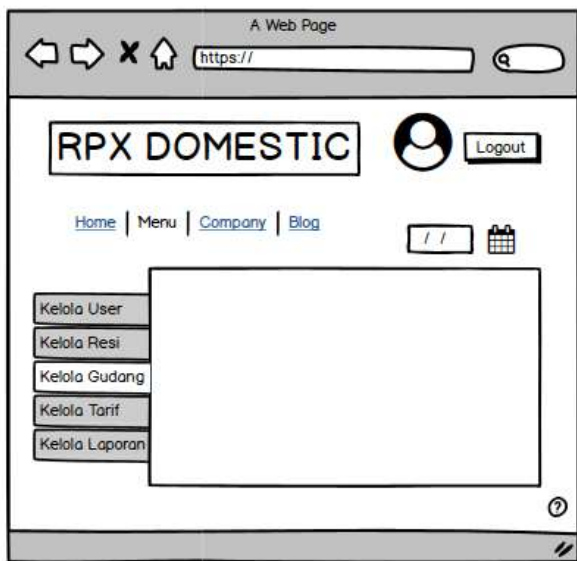 A Web Page
https://
RPX DOMESTIC
Logout
Home | Menu | Company | Blog
/ /
Kelola User
Kelola Resi
Kelola Gudang
Kelola Tarif
Kelola Laporan
?